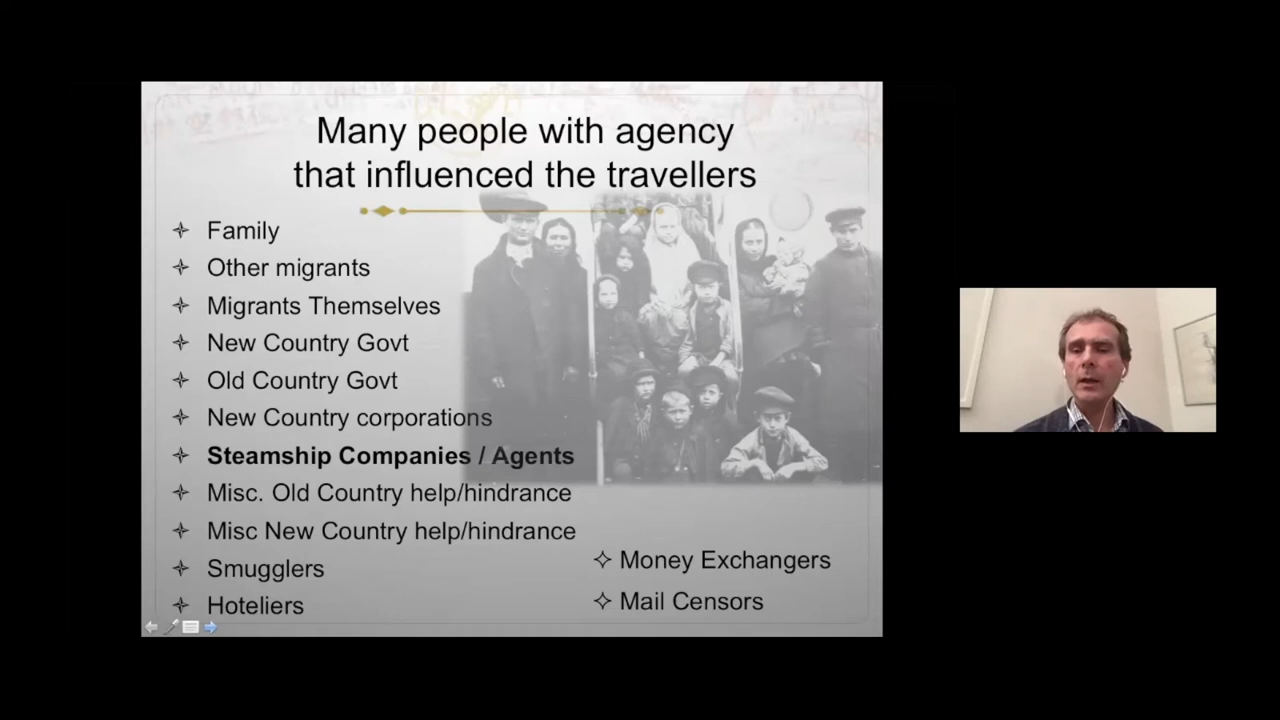 Many people with agency
that influenced the travellers
Family
Other migrants
Migrants Themselves
New Country Govt
Old Country Govt
New Country corporations
Steamship Companies / Agents
Misc. Old Country help/hindrance
Misc New Country help/hindrance
Smugglers
Hoteliers
Money Exchangers
Mail Censors